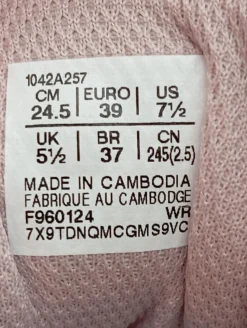 1042A257
CM EURO US
24.5 39 7½
UK BR CN
5½ 37 245(2.5)
MADE IN CAMBODIA
FABRIQUE AU CAMBODGE
F960124 WR
7X9TDNQMCGMS9VC